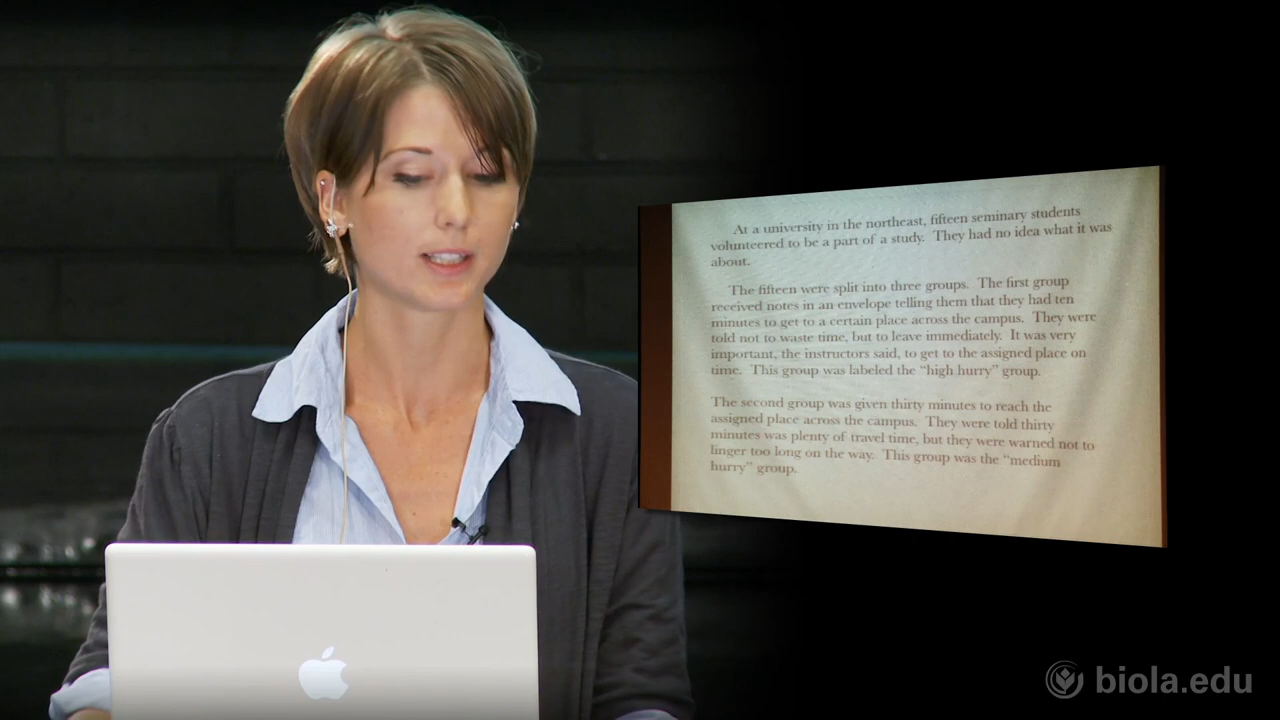 At a university in the northeast, fifteen seminary students
volunteered to be a part of a study. They had no idea what it was
about.
The fifteen were split into three groups. The first group
received notes in an envelope telling them that they had ten
minutes to get to a certain place across the campus. They were
told not to waste time, but to leave immediately. It was very
important, the instructors said, to get to the assigned place on
time. This group was labeled the “high hurry” group.
The second group was given thirty minutes to reach the
assigned place across the campus. They were told thirty
minutes was plenty of travel time, but they were warned not to
linger too long on the way. This group was the “medium
hurry” group.
biola.edu